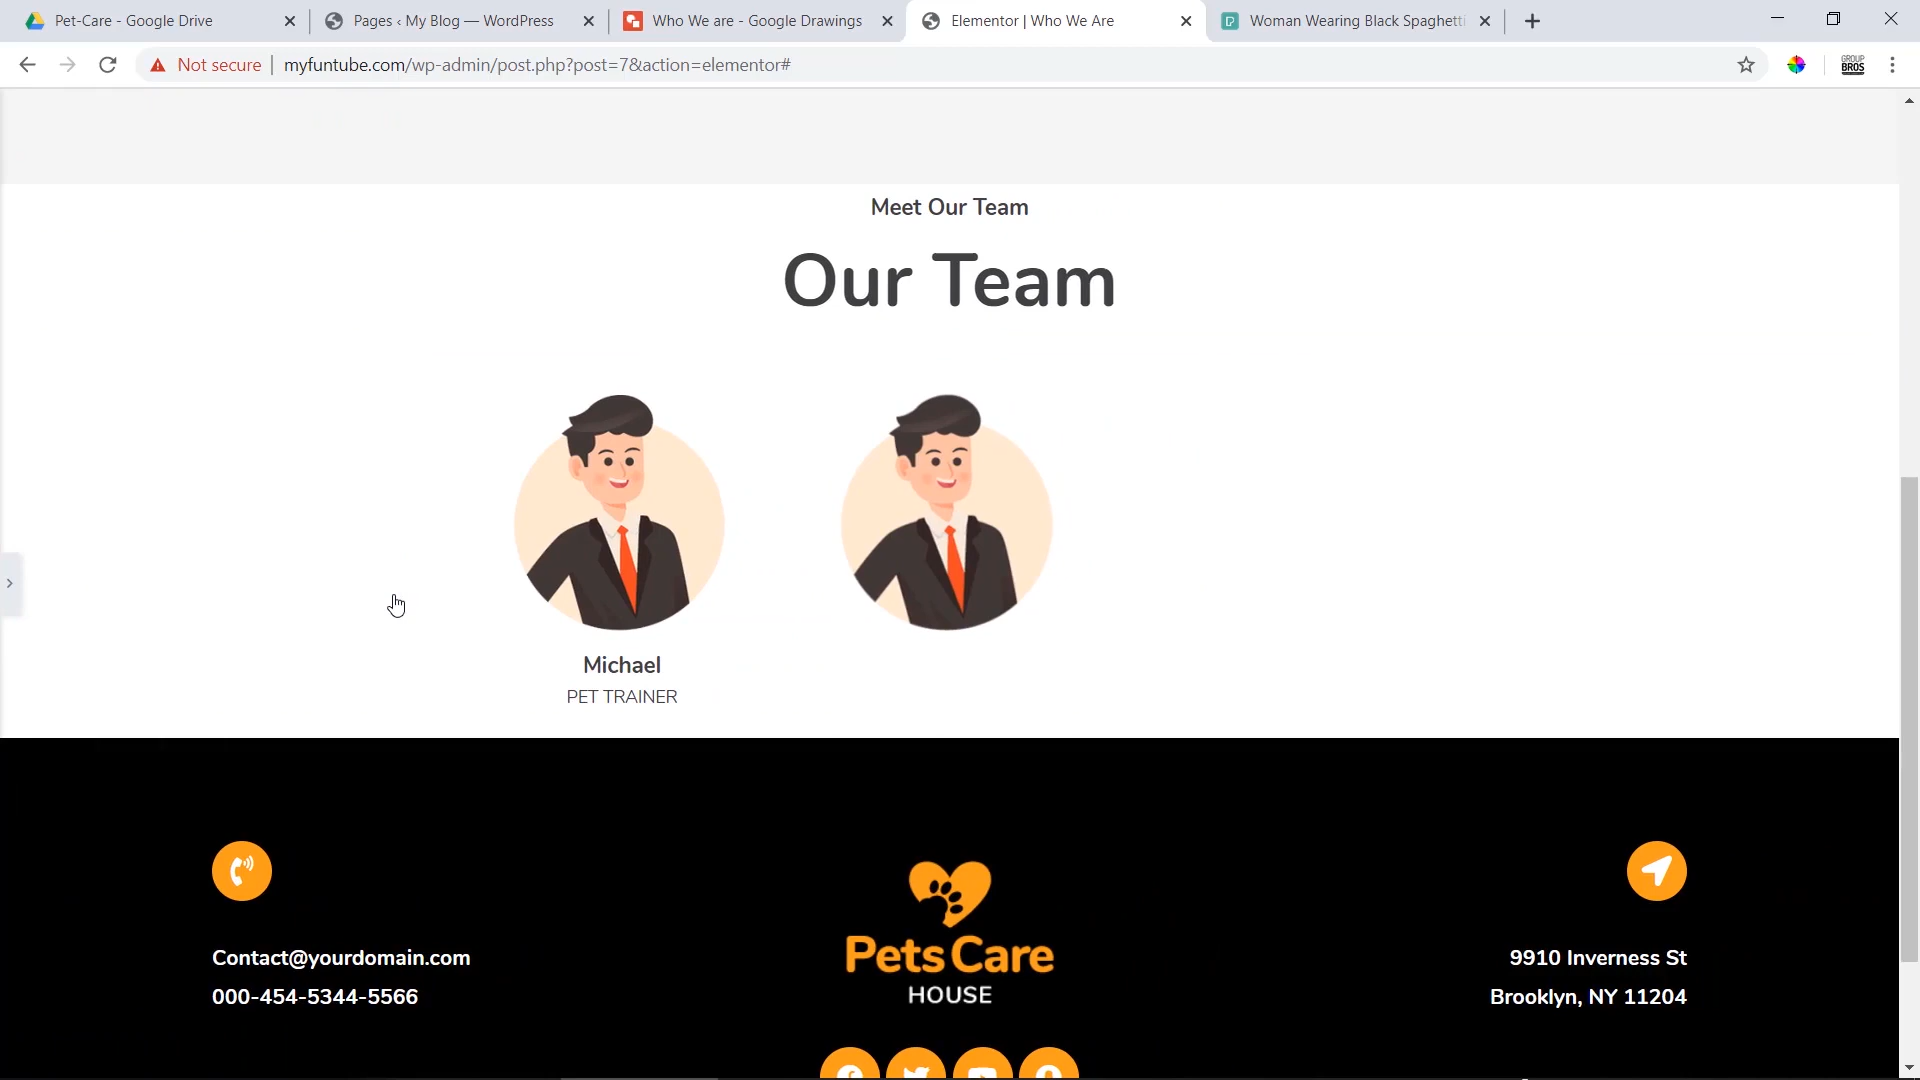 Pet-Care - Google Drive
Pages ‹ My Blog — WordPress
Who We are - Google Drawings
Elementor | Who We Are
Woman Wearing Black Spaghetti
Not secure
myfuntube.com/wp-admin/post.php?post=7&action=elementor#
GROUP
BROS
Meet Our Team
Our Team
Michael
PET TRAINER
Contact@yourdomain.com
000-454-5344-5566
Pets Care
HOUSE
9910 Inverness St
Brooklyn, NY 11204